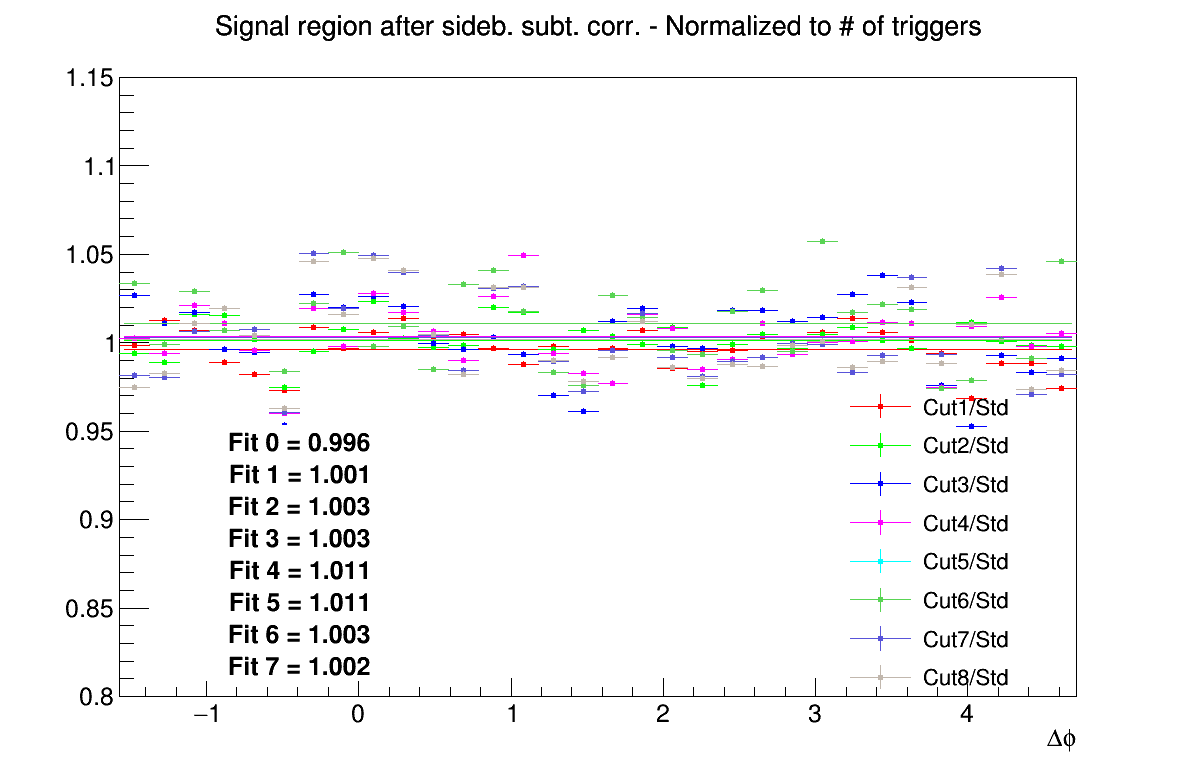 Signal region after sideb. subt. corr. - Normalized to # of triggers
1.15
1.1
1.05
1
0.95
0.9
0.85
0.8
Fit 0 = 0.996
Fit 1 = 1.001
Fit 2 = 1.003
Fit 3 = 1.003
Fit 4 = 1.011
Fit 5 = 1.011
Fit 6 = 1.003
Fit 7 = 1.002
Cut1/Std
Cut2/Std
Cut3/Std
Cut4/Std
Cut5/Std
Cut6/Std
Cut7/Std
Cut8/Std
−1 0 1 2 3 4
Δϕ